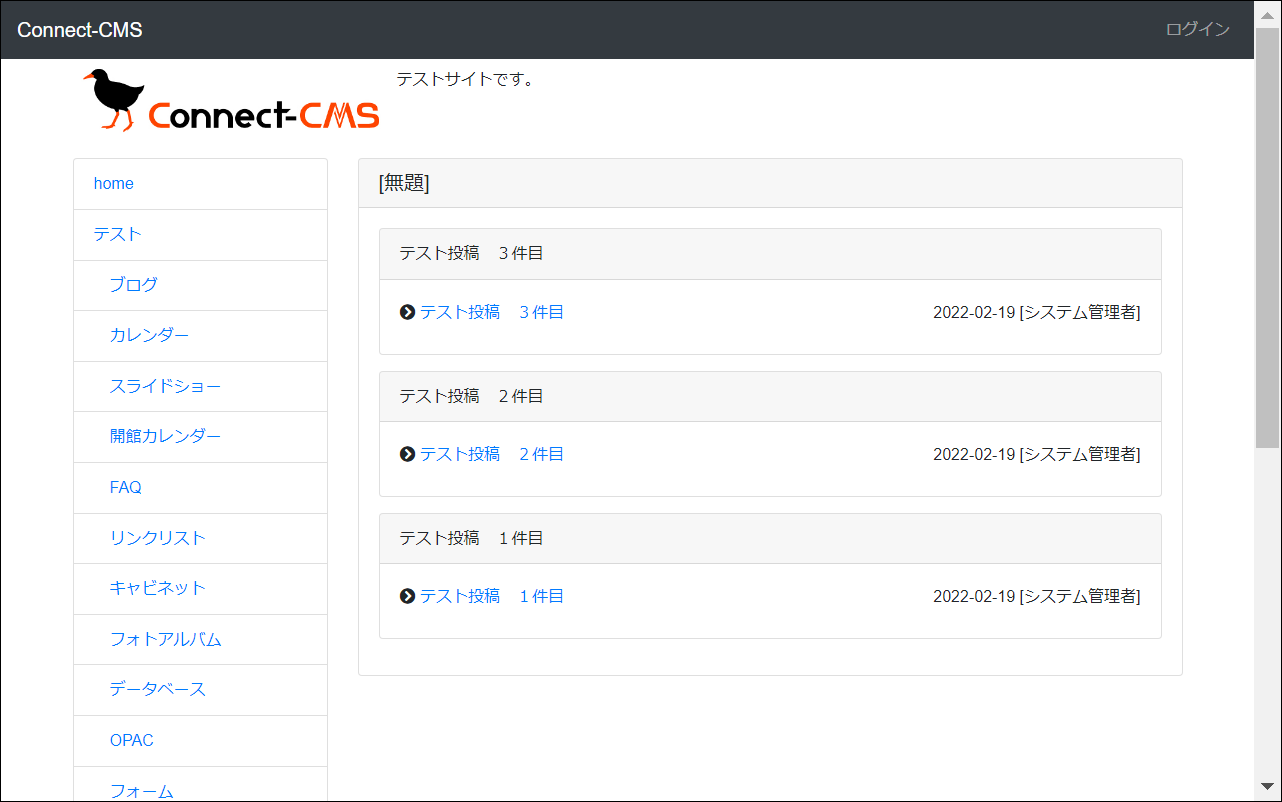 Connect-CMS
ログイン
Connect-CMS
テストサイトです。
home
テスト
ブログ
カレンダー
スライドショー
開館カレンダー
FAQ
リンクリスト
キャビネット
フォトアルバム
データベース
OPAC
フォーム
[無題]
テスト投稿　３件目
テスト投稿　３件目 2022-02-19 [システム管理者]
テスト投稿　２件目
テスト投稿　２件目 2022-02-19 [システム管理者]
テスト投稿　１件目
テスト投稿　１件目 2022-02-19 [システム管理者]